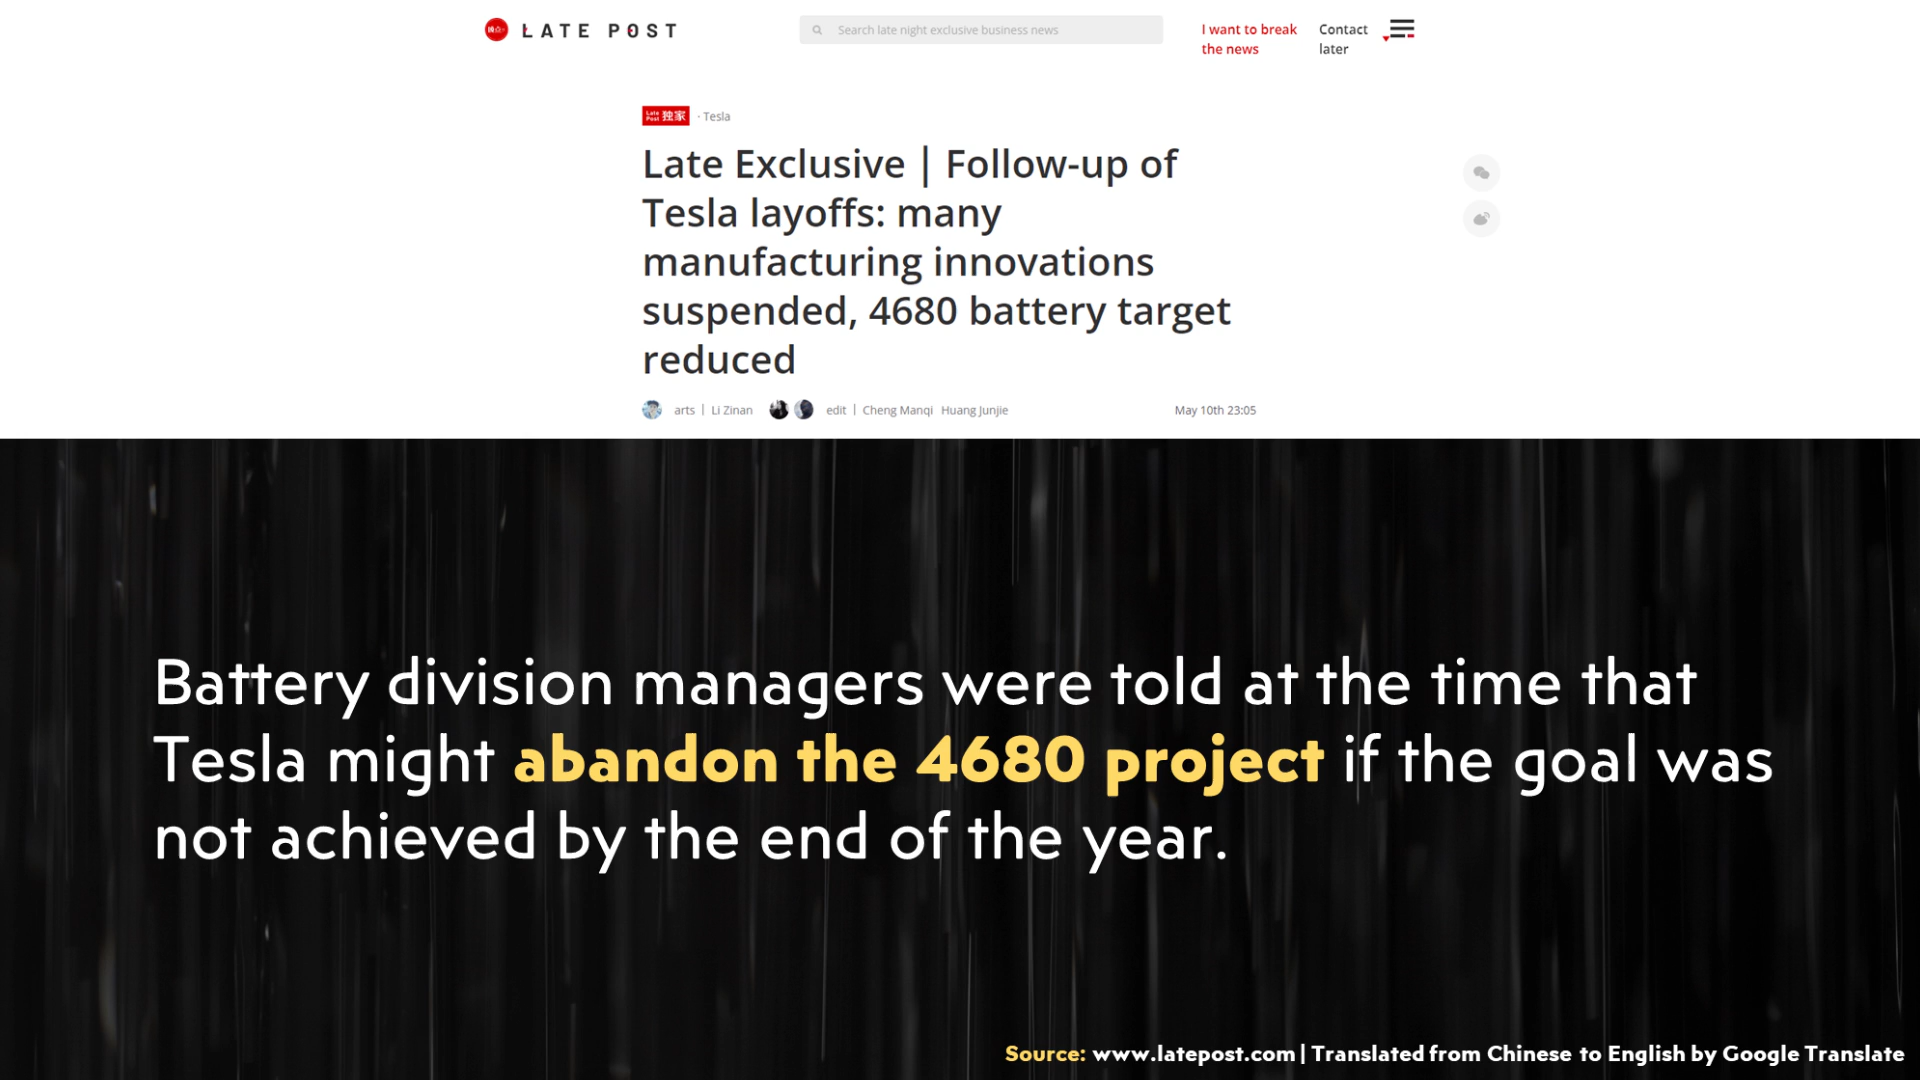 LATE POST
Search late night exclusive business news
I want to break
the news
Contact
later
Late
Post 独家 · Tesla
Late Exclusive | Follow-up of
Tesla layoffs: many
manufacturing innovations
suspended, 4680 battery target
reduced
arts | Li Zinan edit | Cheng Manqi Huang Junjie May 10th 23:05
Battery division managers were told at the time that
Tesla might abandon the 4680 project if the goal was
not achieved by the end of the year.
Source: www.latepost.com | Translated from Chinese to English by Google Translate